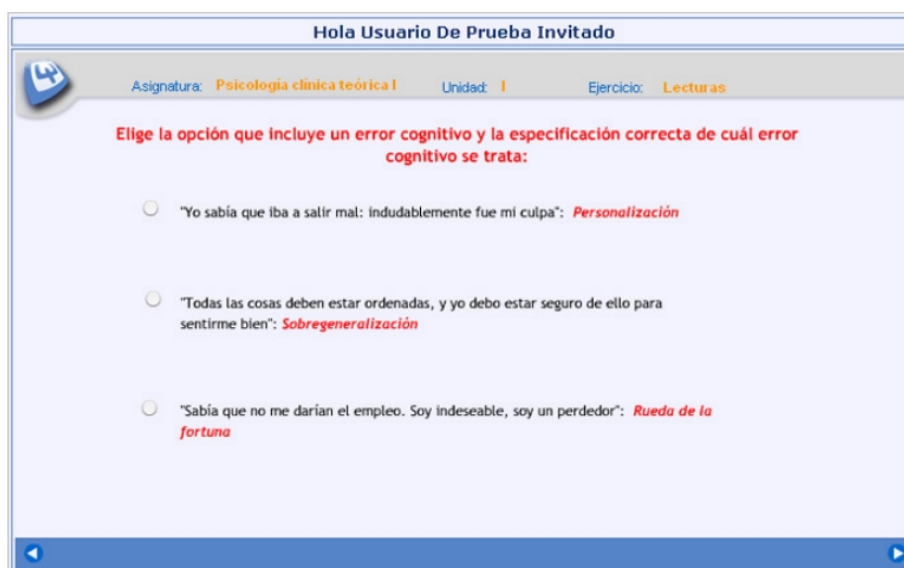 Hola Usuario De Prueba Invitado
Asignatura: Psicología clínica teórica I Unidad: I Ejercicio: Lecturas
Elige la opción que incluye un error cognitivo y la especificación correcta de cuál error
cognitivo se trata:
"Yo sabía que iba a salir mal: indudablemente fue mi culpa": Personalización
"Todas las cosas deben estar ordenadas, y yo debo estar seguro de ello para
sentirme bien": Sobregeneralización
"Sabía que no me darían el empleo. Soy indeseable, soy un perdedor": Rueda de la
fortuna